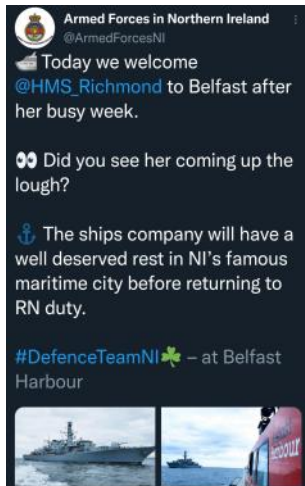 Armed Forces in Northern Ireland
@ArmedForcesNI
Today we welcome
@HMS_Richmond to Belfast after
her busy week.
Did you see her coming up the
lough?
The ships company will have a
well deserved rest in NI's famous
maritime city before returning to
RN duty.
#DefenceTeamNI – at Belfast
Harbour
harbour